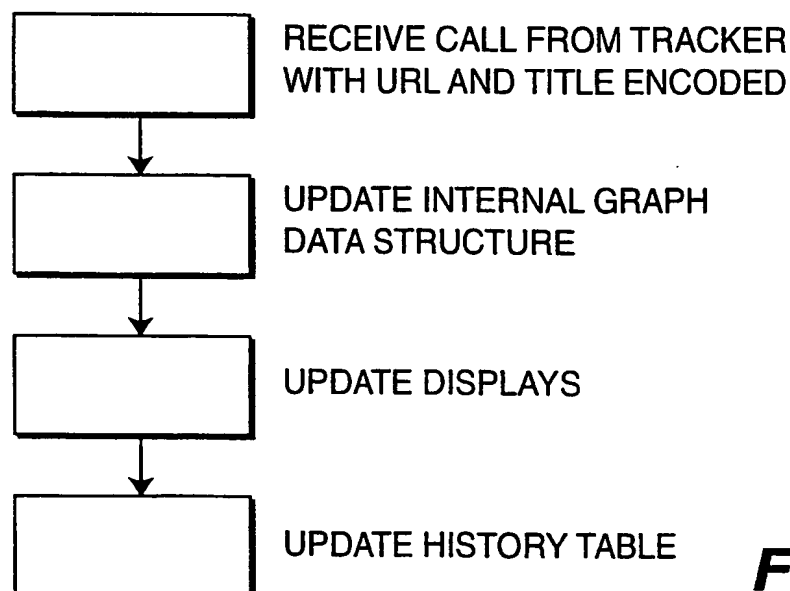 RECEIVE CALL FROM TRACKER
WITH URL AND TITLE ENCODED
UPDATE INTERNAL GRAPH
DATA STRUCTURE
UPDATE DISPLAYS
UPDATE HISTORY TABLE
F